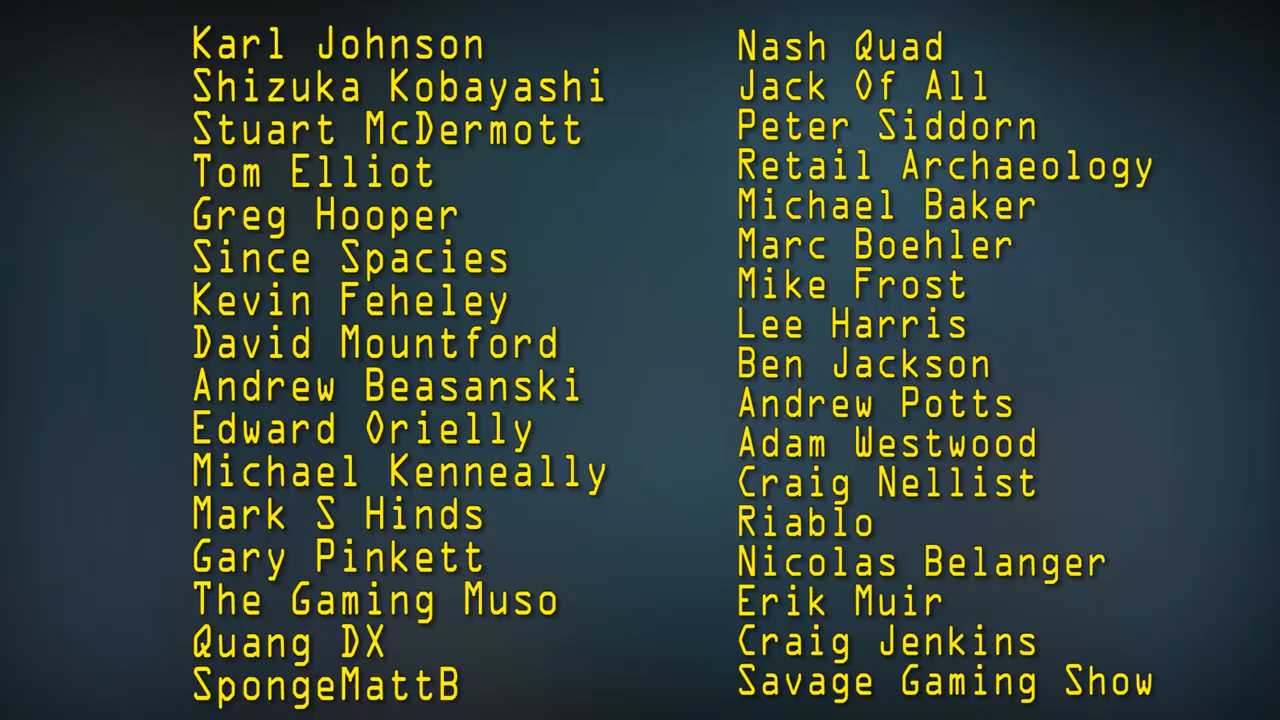 Karl Johnson
Shizuka Kobayashi
Stuart McDermott
Tom Elliot
Greg Hooper
Since Spacies
Kevin Feheley
David Mountford
Andrew Beasanski
Edward Orielly
Michael Kenneally
Mark S Hinds
Gary Pinkett
The Gaming Muso
Quang DX
SpongeMattB
Nash Quad
Jack Of All
Peter Siddorn
Retail Archaeology
Michael Baker
Marc Boehler
Mike Frost
Lee Harris
Ben Jackson
Andrew Potts
Adam Westwood
Craig Nellist
Riablo
Nicolas Belanger
Erik Muir
Craig Jenkins
Savage Gaming Show